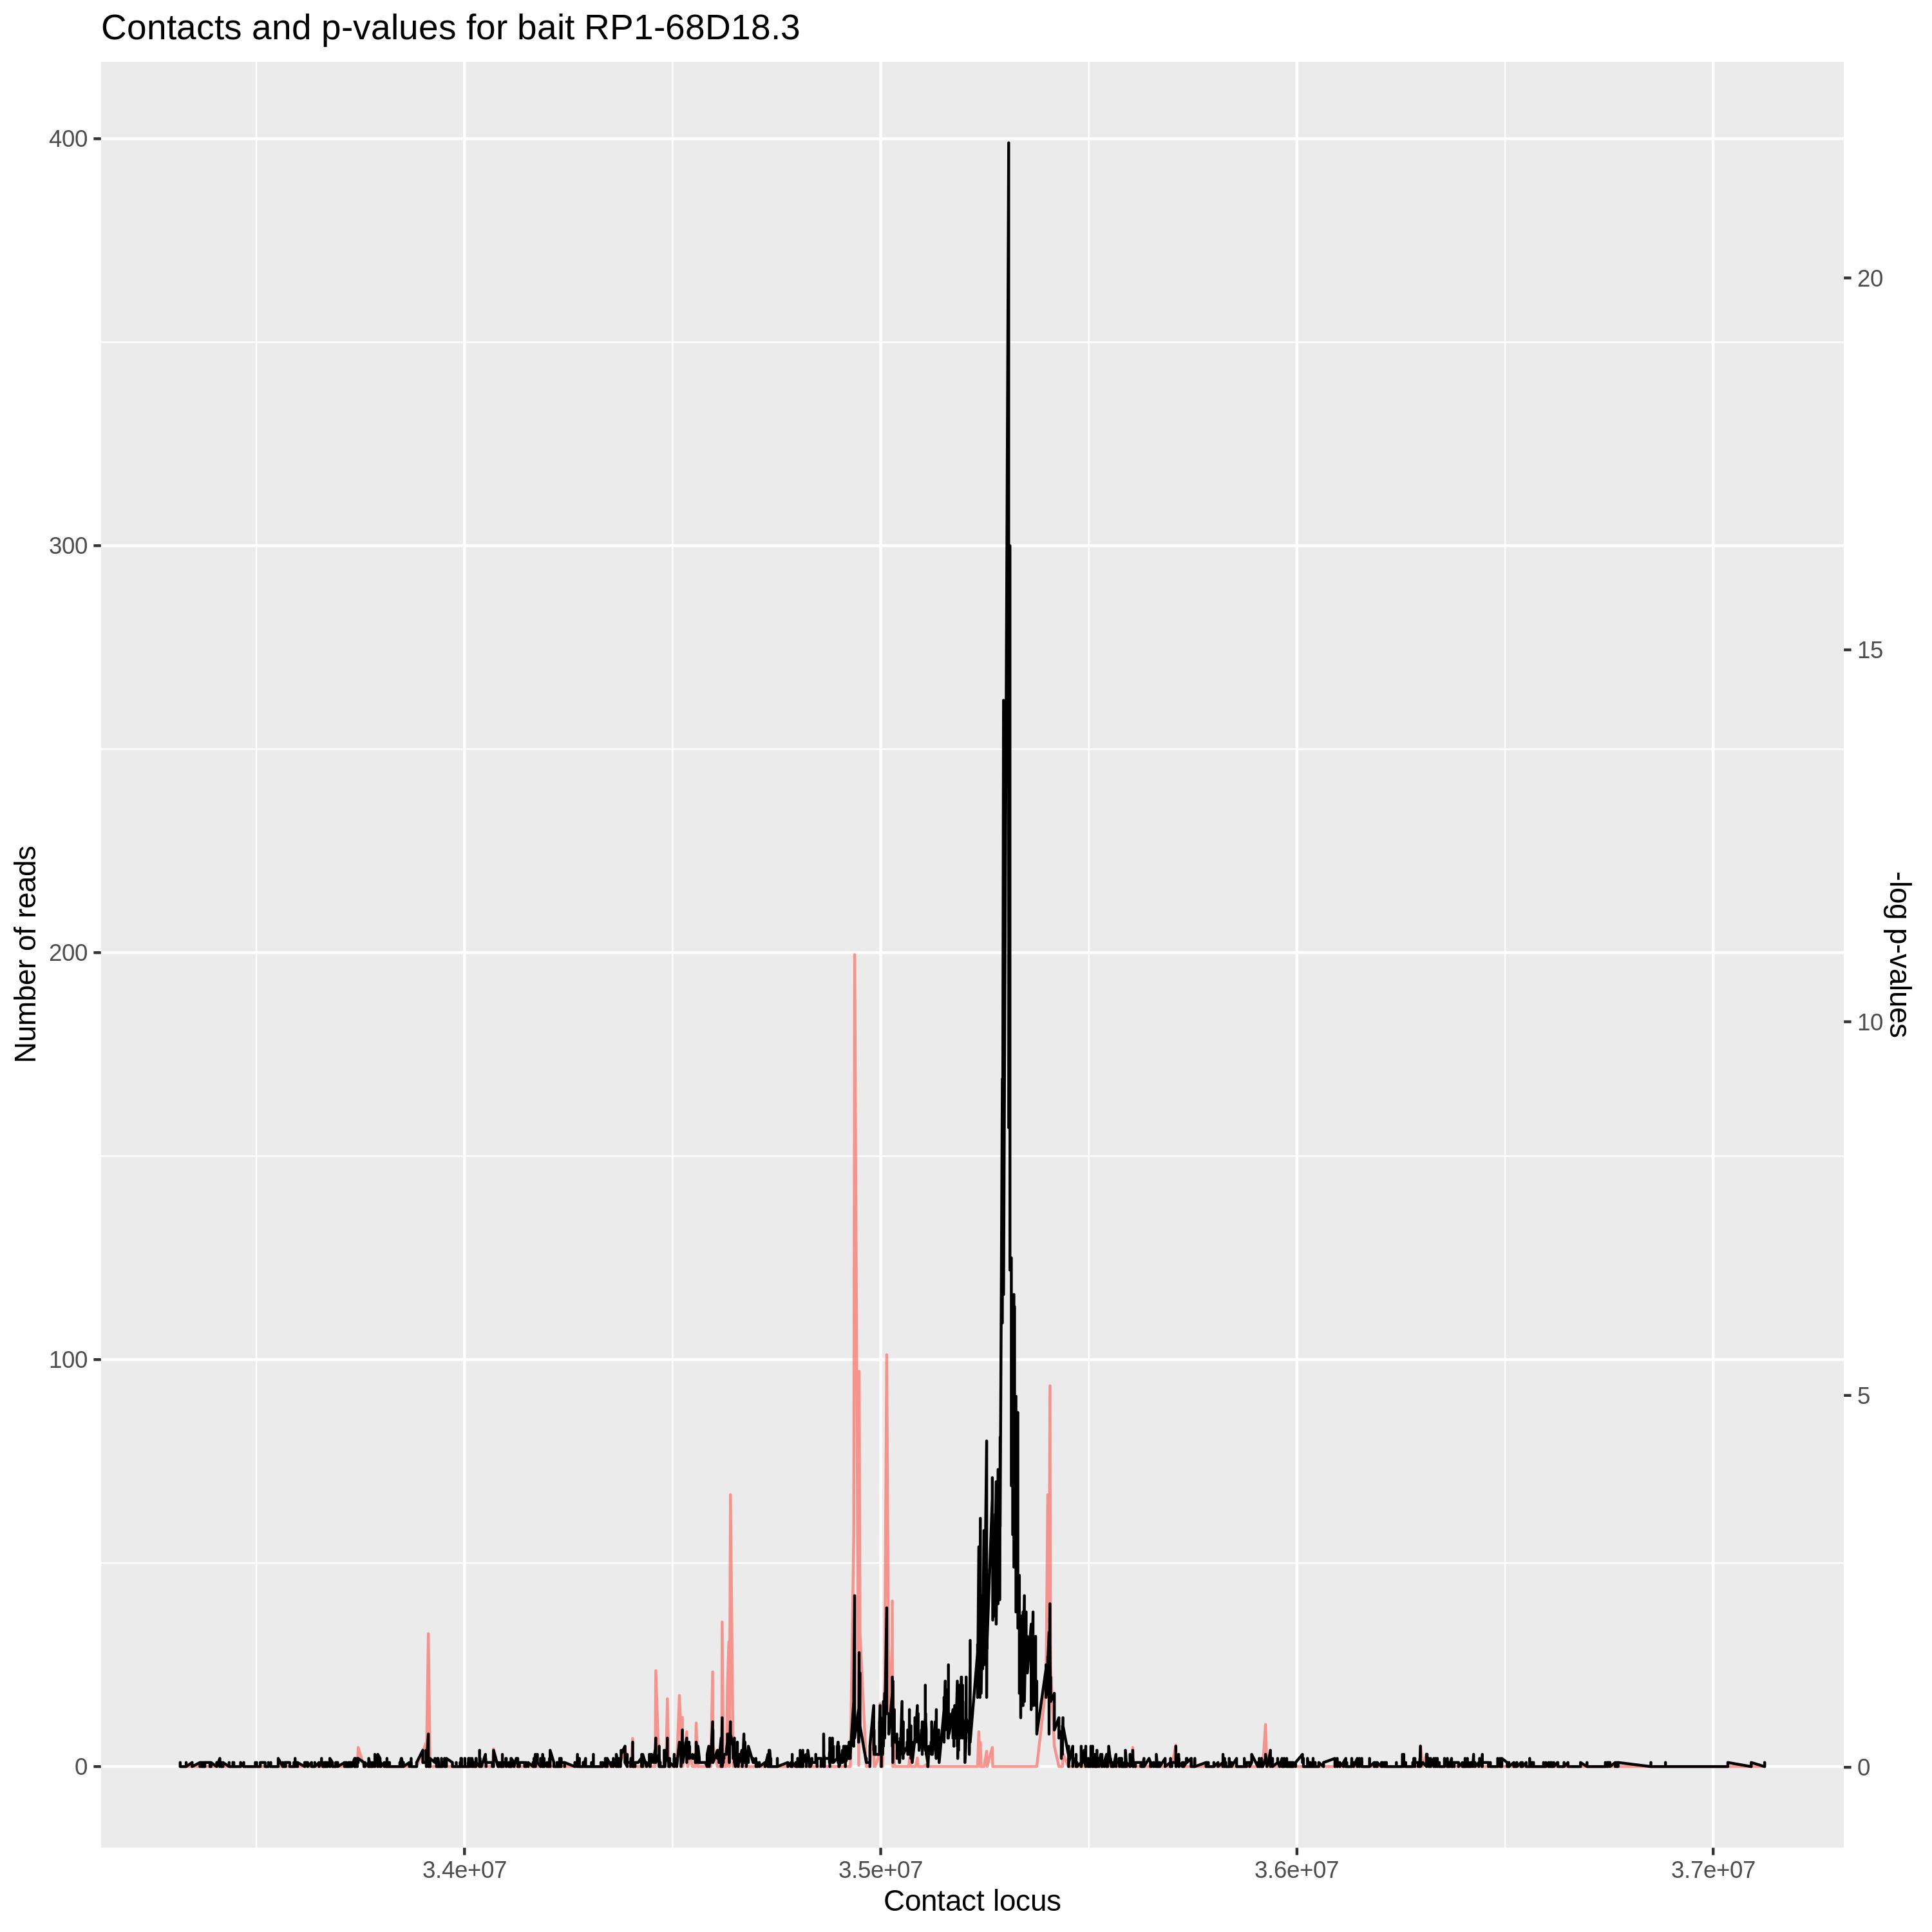 Contacts and p-values for bait RP1-68D18.3
400
300
200
100
0
Number of reads
20
15
10
5
0
-log p-values
3.4e+07
3.5e+07
3.6e+07
3.7e+07
Contact locus